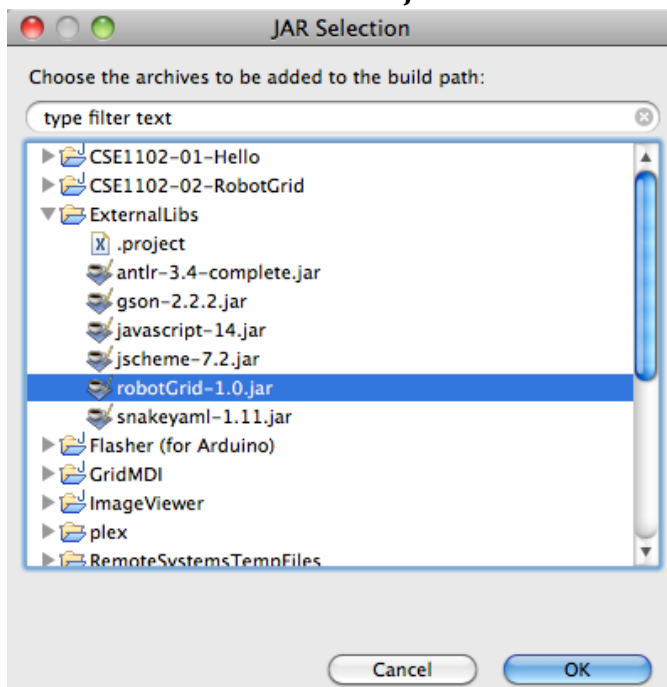 JAR Selection
Choose the archives to be added to the build path:
type filter text
CSE1102-01-Hello
CSE1102-02-RobotGrid
ExternalLibs
.project
antlr-3.4-complete.jar
gson-2.2.2.jar
javascript-14.jar
jscheme-7.2.jar
robotGrid-1.0.jar
snakeyaml-1.11.jar
Flasher (for Arduino)
GridMDI
ImageViewer
plex
RemoteSystemsTempFiles
Cancel
OK